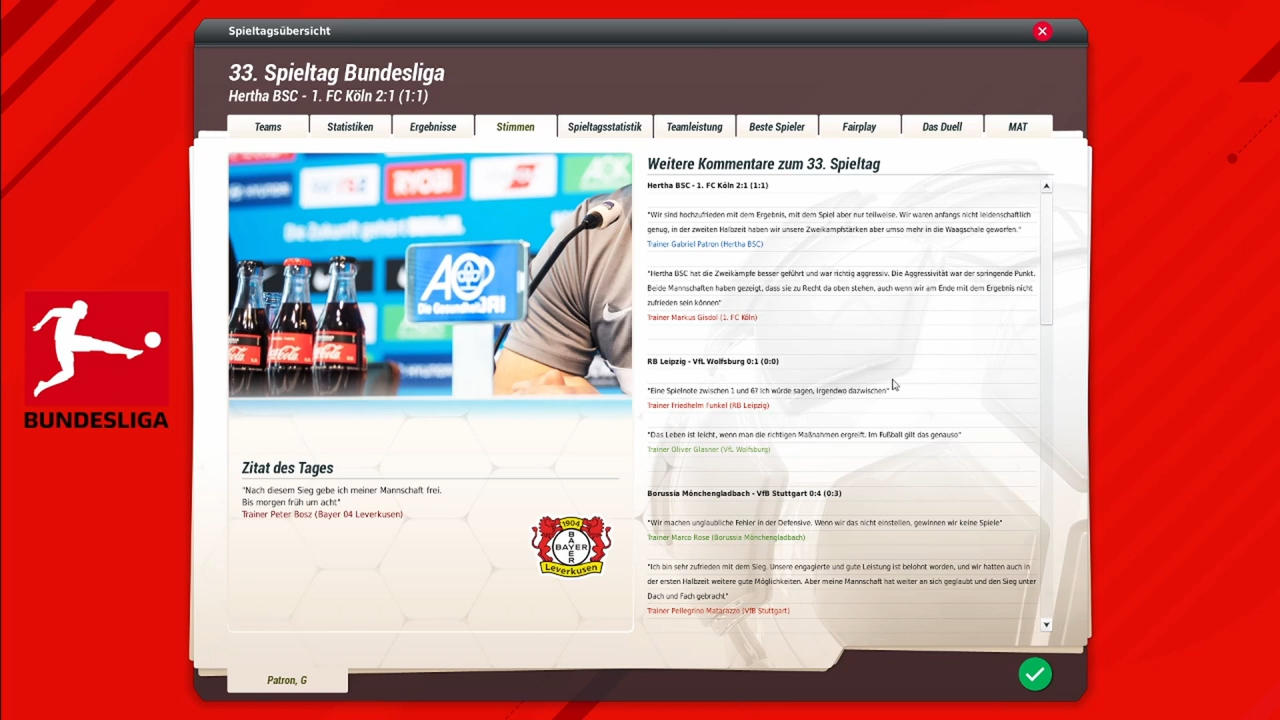 Spieltagsübersicht
33. Spieltag Bundesliga
Hertha BSC - 1. FC Köln 2:1 (1:1)
Teams
Statistiken
Ergebnisse
Stimmen
Spieltagsstatistik
Teamleistung
Beste Spieler
Fairplay
Das Duell
MAT
RYOBI
AOK
Die Zukunft gehört
Die Gesundheit
Coca-Cola
Coca-Cola
Coca-Cola
BUNDESLIGA
Zitat des Tages
"Nach diesem Sieg gebe ich meiner Mannschaft frei.
Bis morgen früh um acht"
Trainer Peter Bosz (Bayer 04 Leverkusen)
1904
BAYER
BAYER
Leverkusen
Weitere Kommentare zum 33. Spieltag
Hertha BSC - 1. FC Köln 2:1 (1:1)
"Wir sind hochzufrieden mit dem Ergebnis, mit dem Spiel aber nur teilweise. Wir waren anfangs nicht leidenschaftlich
genug, in der zweiten Halbzeit haben wir unsere Zweikampfstärken aber umso mehr in die Waagschale geworfen."
Trainer Gabriel Patron (Hertha BSC)
"Hertha BSC hat die Zweikämpfe besser geführt und war richtig aggressiv. Die Aggressivität war der springende Punkt.
Beide Mannschaften haben gezeigt, dass sie zu Recht da oben stehen, auch wenn wir am Ende mit dem Ergebnis nicht
zufrieden sein können"
Trainer Markus Gisdol (1. FC Köln)
RB Leipzig - VfL Wolfsburg 0:1 (0:0)
"Eine Spielnote zwischen 1 und 6? Ich würde sagen, irgendwo dazwischen"
Trainer Friedhelm Funkel (RB Leipzig)
"Das Leben ist leicht, wenn man die richtigen Maßnahmen ergreift. Im Fußball gilt das genauso"
Trainer Oliver Glasner (VfL Wolfsburg)
Borussia Mönchengladbach - VfB Stuttgart 0:4 (0:3)
"Wir machen unglaubliche Fehler in der Defensive. Wenn wir das nicht einstellen, gewinnen wir keine Spiele"
Trainer Marco Rose (Borussia Mönchengladbach)
"Ich bin sehr zufrieden mit dem Sieg. Unsere engagierte und gute Leistung ist belohnt worden, und wir hatten auch in
der ersten Halbzeit weitere gute Möglichkeiten. Aber meine Mannschaft hat weiter an sich geglaubt und den Sieg unter
Dach und Fach gebracht"
Trainer Pellegrino Matarazzo (VfB Stuttgart)
Patron, G